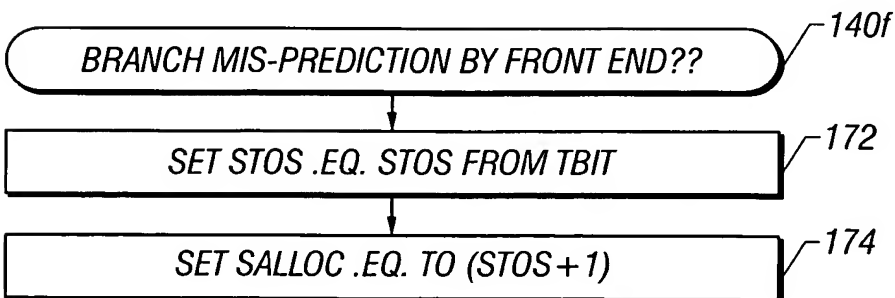 140f
BRANCH MIS-PREDICTION BY FRONT END??
172
SET STOS .EQ. STOS FROM TBIT
174
SET SALLOC .EQ. TO (STOS+1)